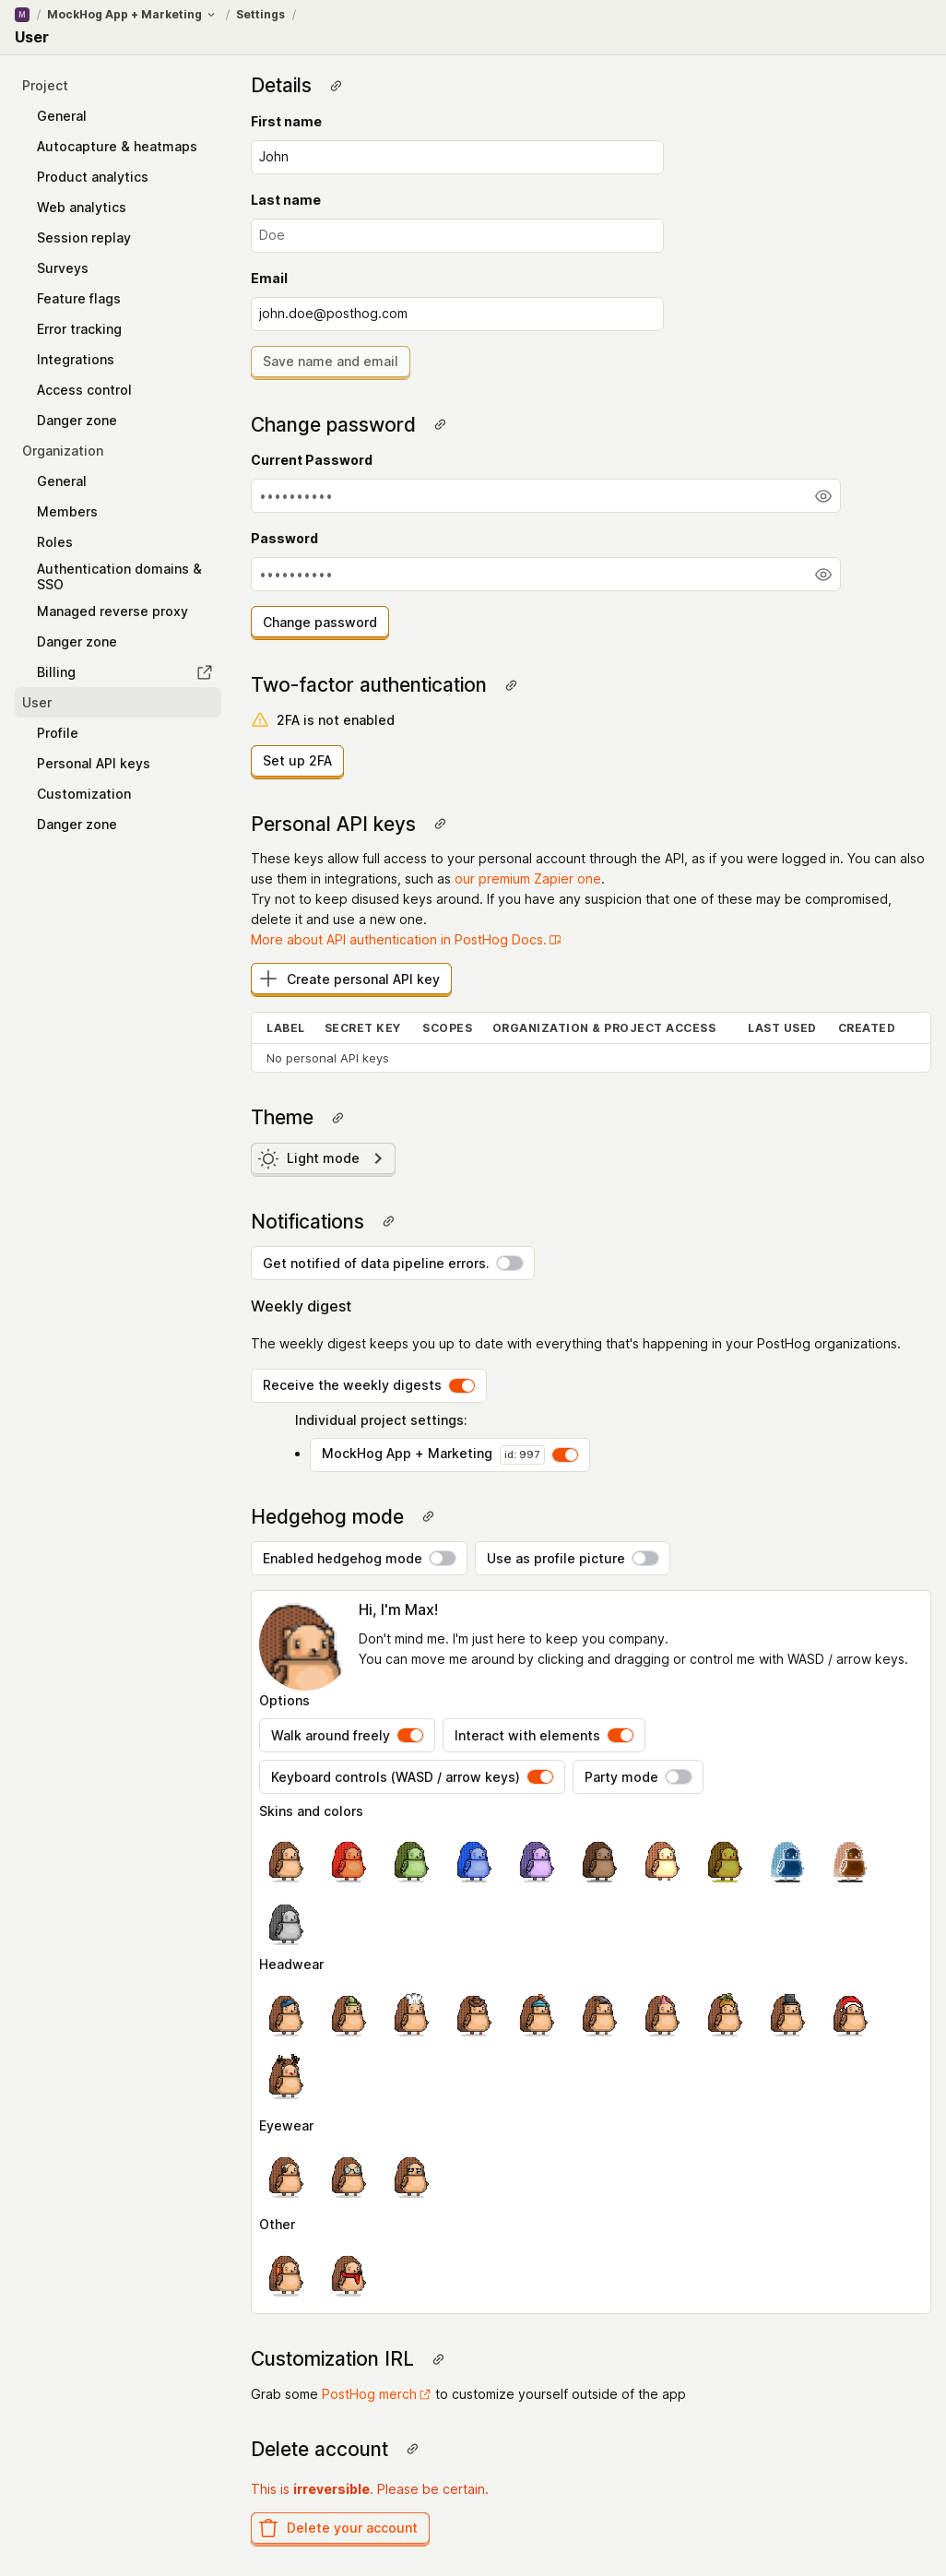 M / MockHog App + Marketing / Settings /
User
Project
General
Autocapture & heatmaps
Product analytics
Web analytics
Session replay
Surveys
Feature flags
Error tracking
Integrations
Access control
Danger zone
Organization
General
Members
Roles
Authentication domains &
SSO
Managed reverse proxy
Danger zone
Billing
User
Profile
Personal API keys
Customization
Danger zone
Details
First name
John
Last name
Doe
Email
john.doe@posthog.com
Save name and email
Change password
Current Password
••••••••••
Password
••••••••••
Change password
Two-factor authentication
2FA is not enabled
Set up 2FA
Personal API keys
These keys allow full access to your personal account through the API, as if you were logged in. You can also
use them in integrations, such as our premium Zapier one.
Try not to keep disused keys around. If you have any suspicion that one of these may be compromised,
delete it and use a new one.
More about API authentication in PostHog Docs.
Create personal API key
LABEL SECRET KEY SCOPES ORGANIZATION & PROJECT ACCESS LAST USED CREATED
No personal API keys
Theme
Light mode
Notifications
Get notified of data pipeline errors.
Weekly digest
The weekly digest keeps you up to date with everything that's happening in your PostHog organizations.
Receive the weekly digests
Individual project settings:
• MockHog App + Marketing id: 997
Hedgehog mode
Enabled hedgehog mode Use as profile picture
Hi, I'm Max!
Don't mind me. I'm just here to keep you company.
You can move me around by clicking and dragging or control me with WASD / arrow keys.
Options
Walk around freely Interact with elements
Keyboard controls (WASD / arrow keys) Party mode
Skins and colors
Headwear
Eyewear
Other
Customization IRL
Grab some PostHog merch to customize yourself outside of the app
Delete account
This is irreversible. Please be certain.
Delete your account